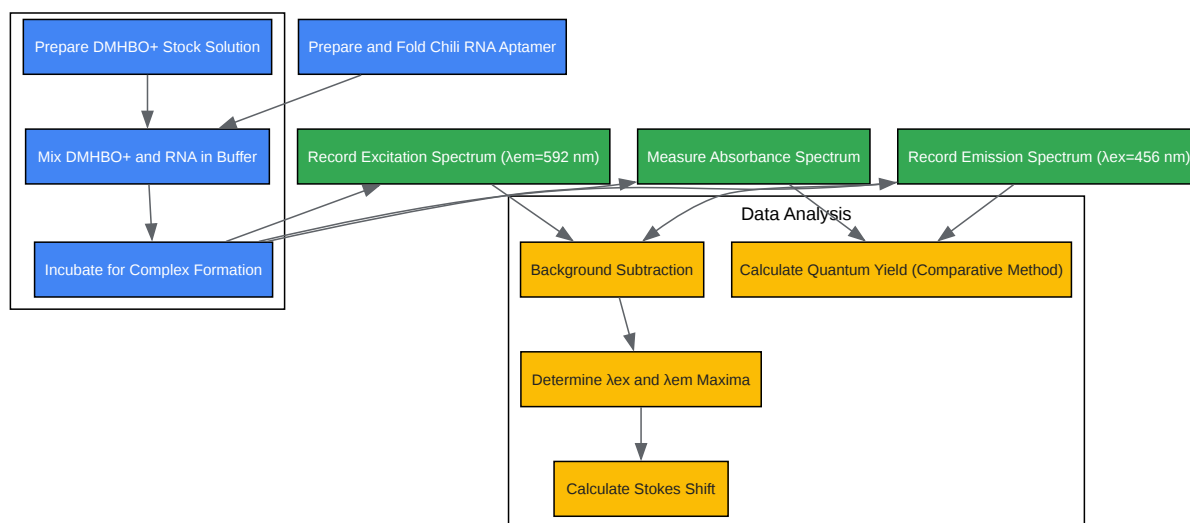 Prepare DMHBO+ Stock Solution
Prepare and Fold Chili RNA Aptamer
Mix DMHBO+ and RNA in Buffer
Record Excitation Spectrum (λem=592 nm)
Measure Absorbance Spectrum
Record Emission Spectrum (λex=456 nm)
Data Analysis
Incubate for Complex Formation
Background Subtraction
Calculate Quantum Yield (Comparative Method)
Determine λex and λem Maxima
Calculate Stokes Shift